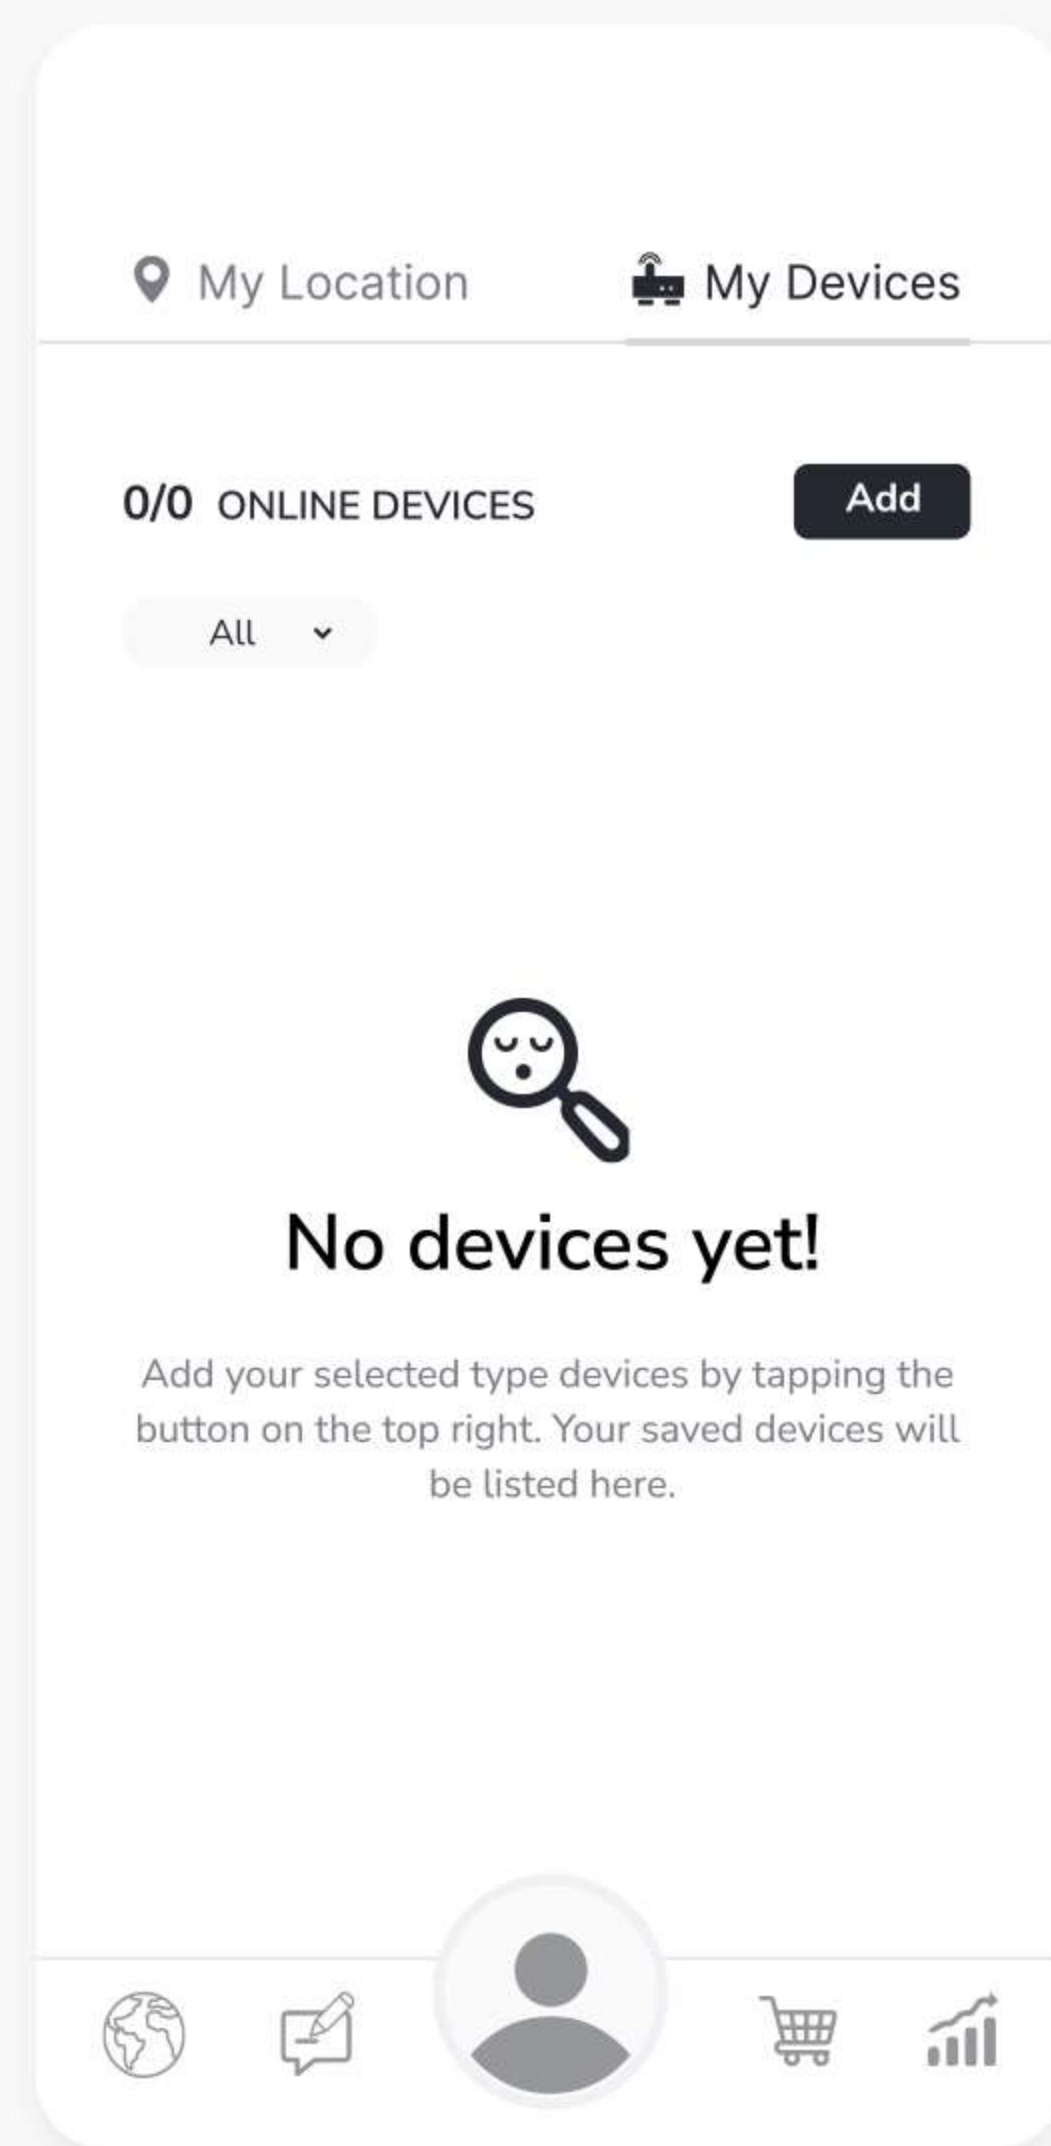 My Location
My Devices
0/0 ONLINE DEVICES
Add
All
No devices yet!
Add your selected type devices by tapping the
button on the top right. Your saved devices will
be listed here.